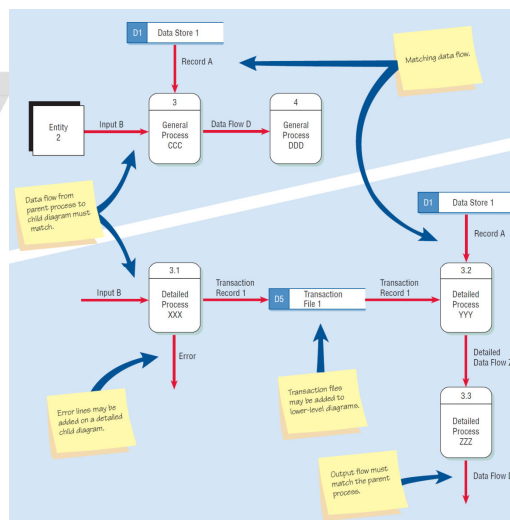 D1 Data Store 1
Record A
Matching data flow.
3
General
Process
CCC
4
General
Process
DDD
Entity
2
Input B
Data Flow D
Data flow from
parent process to
child diagram must
match.
D1 Data Store 1
Record A
3.1
Detailed
Process
XXX
Input B
Transaction
Record 1
D5 Transaction
File 1
Transaction
Record 1
3.2
Detailed
Process
YYY
Error
Detailed
Data Flow Z
Error lines may be
added on a detailed
child diagram.
Transaction files
may be added to
lower-level diagrams.
3.3
Detailed
Process
ZZZ
Output flow must
match the parent
process.
Data Flow D